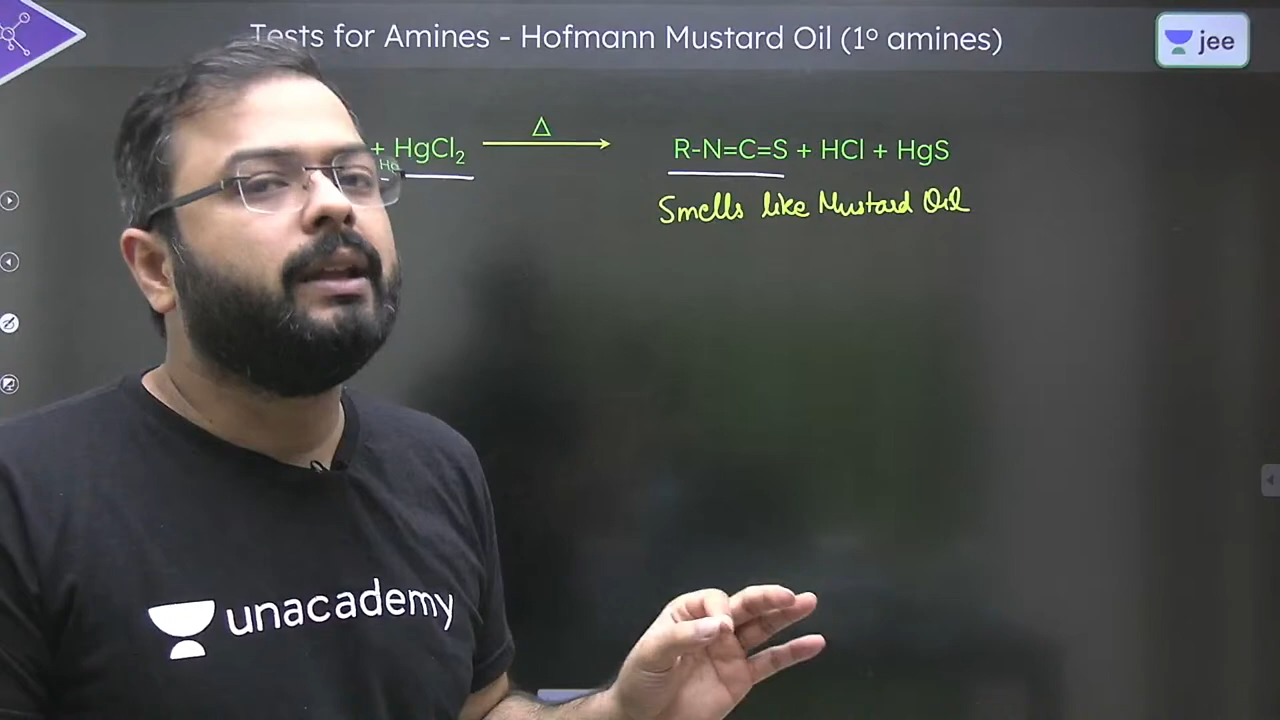 Tests for Amines - Hofmann Mustard Oil (1° amines)
jee
+ HgCl₂ Δ R-N=C=S + HCl + HgS
Smells like Mustard Oil
unacademy